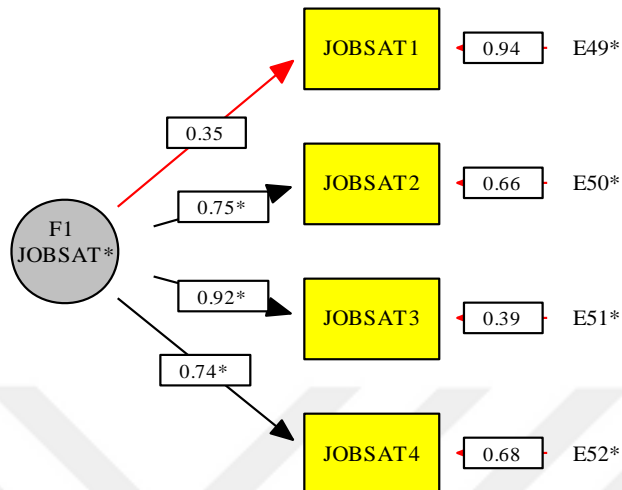 JOBSAT1
0.94
E49*
0.35
JOBSAT2
0.66
E50*
0.75*
F1
JOBSAT*
0.92*
JOBSAT3
0.39
E51*
0.74*
JOBSAT4
0.68
E52*